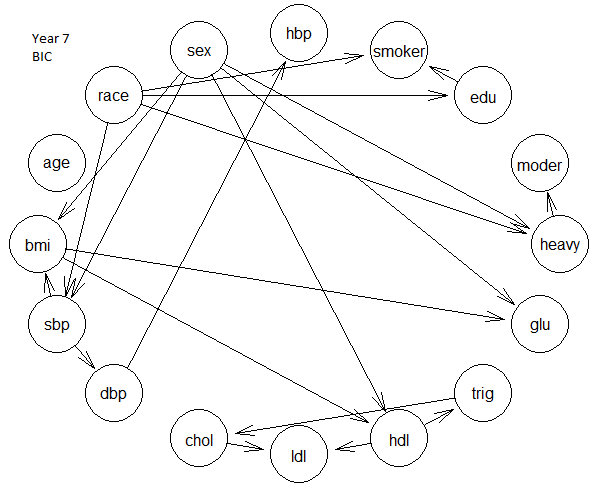 Year 7
BIC
hbp
sex
smoker
race
edu
age
moder
bmi
heavy
sbp
glu
dbp
trig
chol
hdl
ldl